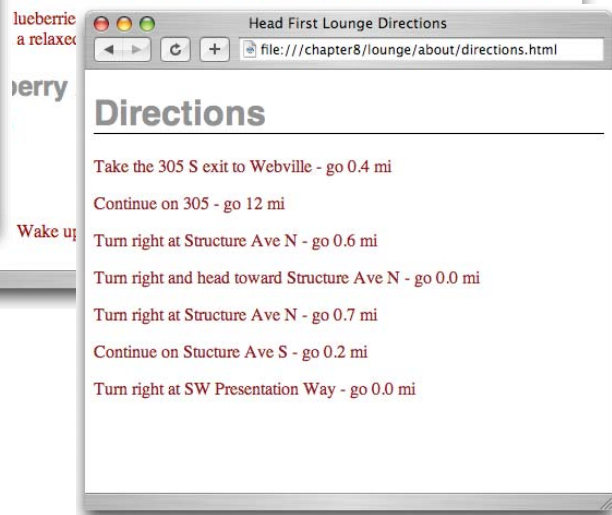 lueberrie
a relaxed
erry
Wake up
Head First Lounge Directions
file:///chapter8/lounge/about/directions.html
Directions
Take the 305 S exit to Webville - go 0.4 mi
Continue on 305 - go 12 mi
Turn right at Structure Ave N - go 0.6 mi
Turn right and head toward Structure Ave N - go 0.0 mi
Turn right at Structure Ave N - go 0.7 mi
Continue on Stucture Ave S - go 0.2 mi
Turn right at SW Presentation Way - go 0.0 mi